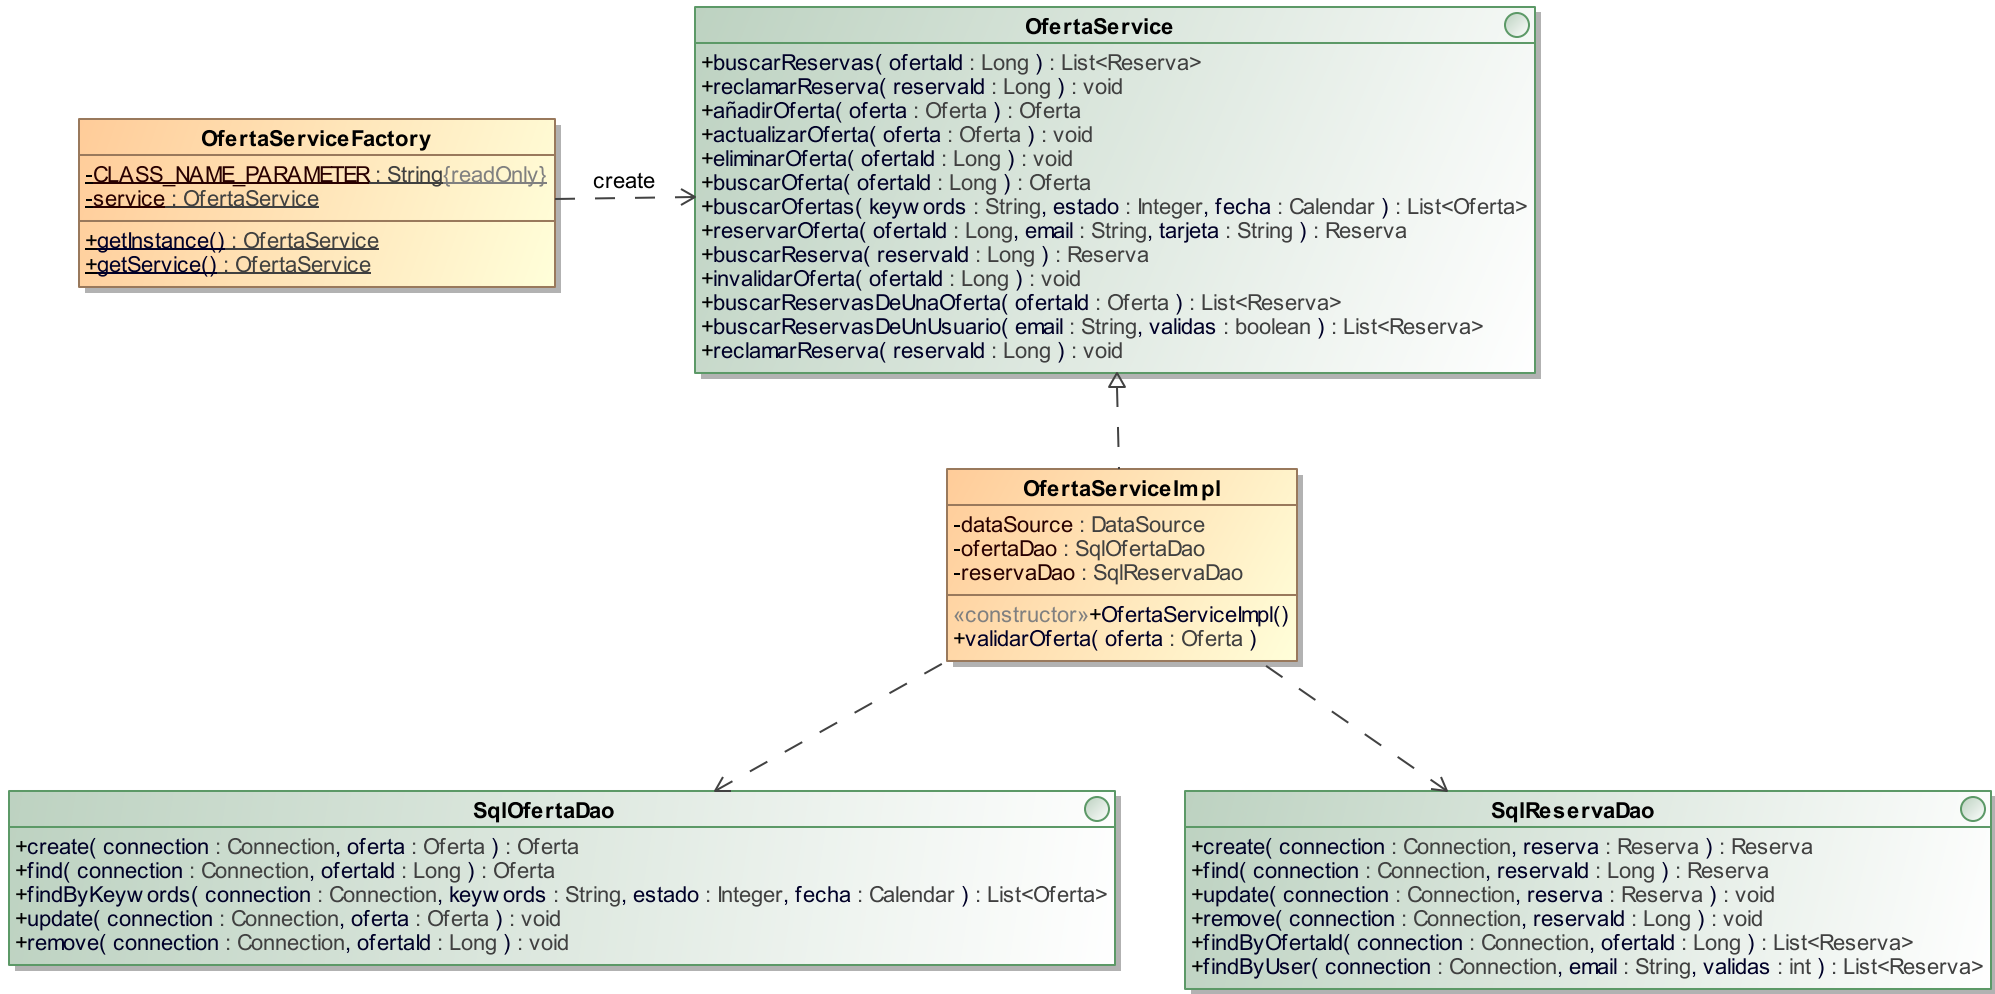 OfertaService
+buscarReservas( ofertaId : Long ) : List<Reserva>
+reclamarReserva( reservaId : Long ) : void
+añadirOferta( oferta : Oferta ) : Oferta
+actualizarOferta( oferta : Oferta ) : void
+eliminarOferta( ofertaId : Long ) : void
+buscarOferta( ofertaId : Long ) : Oferta
+buscarOfertas( keywords : String, estado : Integer, fecha : Calendar ) : List<Oferta>
+reservarOferta( ofertaId : Long, email : String, tarjeta : String ) : Reserva
+buscarReserva( reservaId : Long ) : Reserva
+invalidarOferta( ofertaId : Long ) : void
+buscarReservasDeUnaOferta( ofertaId : Oferta ) : List<Reserva>
+buscarReservasDeUnUsuario( email : String, validas : boolean ) : List<Reserva>
+reclamarReserva( reservaId : Long ) : void
OfertaServiceFactory
-CLASS_NAME_PARAMETER : String{readOnly}
-service : OfertaService
+getInstance() : OfertaService
+getService() : OfertaService
create
OfertaServiceImpl
-dataSource : DataSource
-ofertaDao : SqlOfertaDao
-reservaDao : SqlReservaDao
«constructor»+OfertaServiceImpl()
+validarOferta( oferta : Oferta )
SqlOfertaDao
+create( connection : Connection, oferta : Oferta ) : Oferta
+find( connection : Connection, ofertaId : Long ) : Oferta
+findByKeywords( connection : Connection, keywords : String, estado : Integer, fecha : Calendar ) : List<Oferta>
+update( connection : Connection, oferta : Oferta ) : void
+remove( connection : Connection, ofertaId : Long ) : void
SqlReservaDao
+create( connection : Connection, reserva : Reserva ) : Reserva
+find( connection : Connection, reservaId : Long ) : Reserva
+update( connection : Connection, reserva : Reserva ) : void
+remove( connection : Connection, reservaId : Long ) : void
+findByOfertaId( connection : Connection, ofertaId : Long ) : List<Reserva>
+findByUser( connection : Connection, email : String, validas : int ) : List<Reserva>